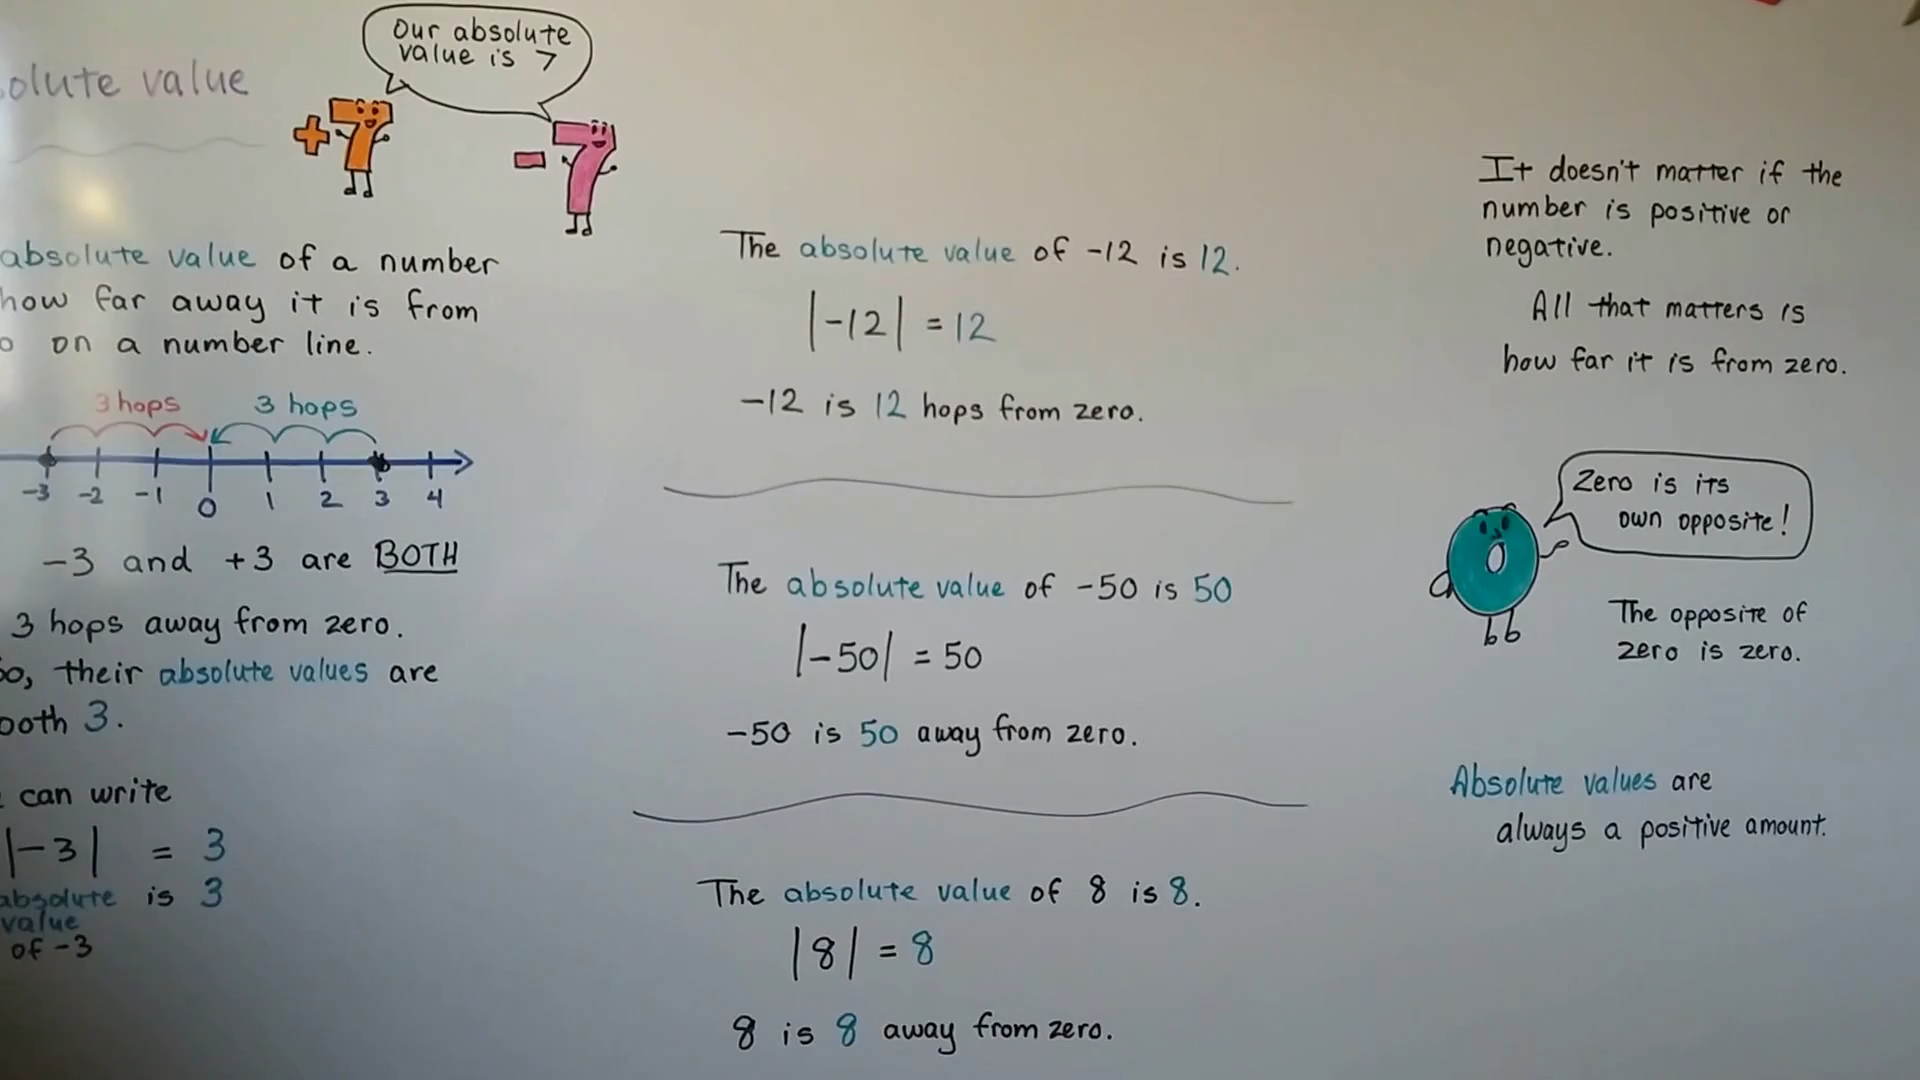 olute value
Our absolute
value is 7
+7
-7
absolute value of a number
how far away it is from
on a number line.
3 hops 3 hops
-3 -2 -1 0 1 2 3 4
-3 and +3 are BOTH
3 hops away from zero.
So, their absolute values are
both 3.
can write
|-3| = 3
absolute is 3
value
of -3
The absolute value of -12 is 12.
|-12| = 12
-12 is 12 hops from zero.
The absolute value of -50 is 50
|-50| = 50
-50 is 50 away from zero.
The absolute value of 8 is 8.
|8| = 8
8 is 8 away from zero.
It doesn't matter if the
number is positive or
negative.
All that matters is
how far it is from zero.
Zero is its
own opposite!
0
The opposite of
zero is zero.
Absolute values are
always a positive amount.